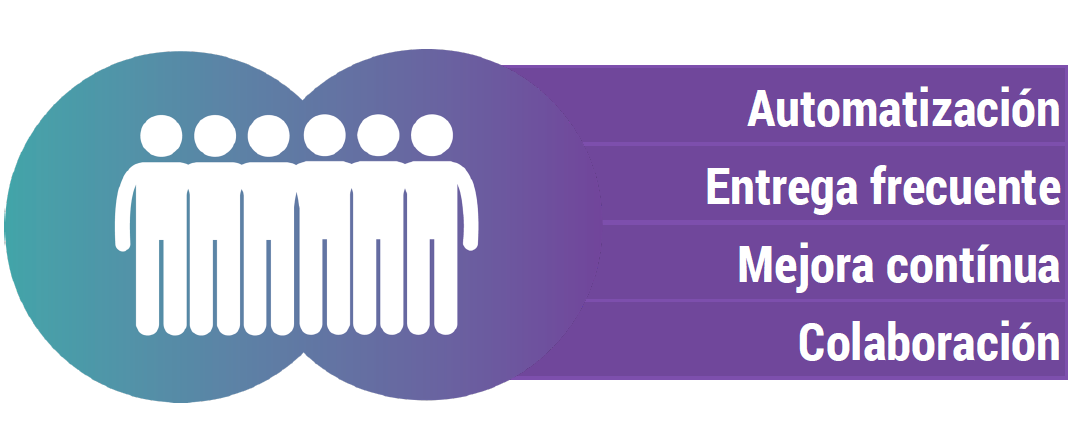 Automatización
Entrega frecuente
Mejora contínua
Colaboración